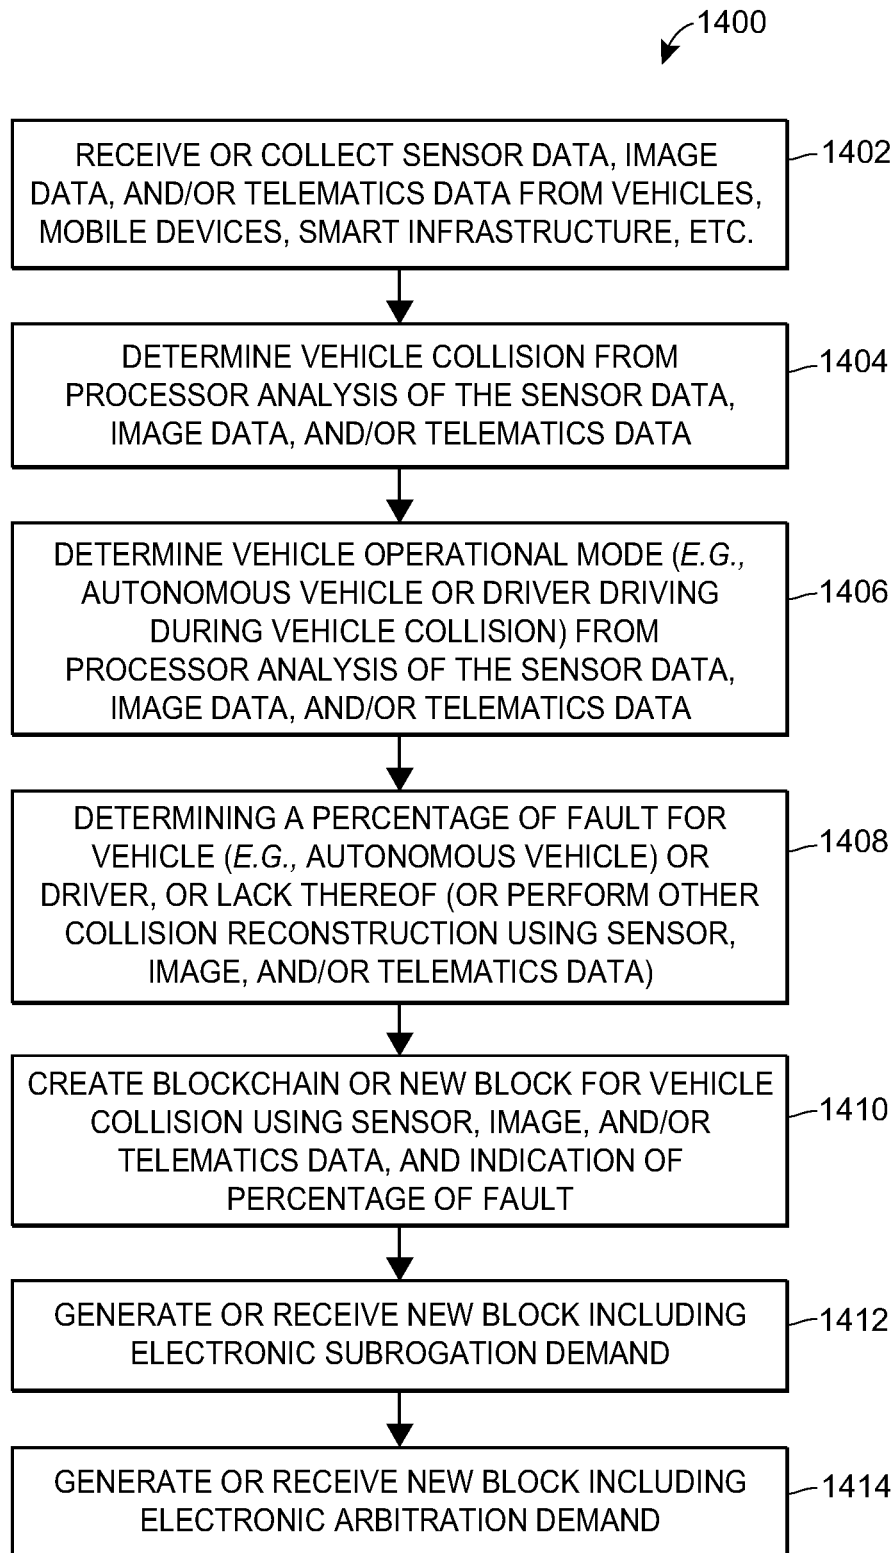 1400
RECEIVE OR COLLECT SENSOR DATA, IMAGE
DATA, AND/OR TELEMATICS DATA FROM VEHICLES,
MOBILE DEVICES, SMART INFRASTRUCTURE, ETC.
1402
DETERMINE VEHICLE COLLISION FROM
PROCESSOR ANALYSIS OF THE SENSOR DATA,
IMAGE DATA, AND/OR TELEMATICS DATA
1404
DETERMINE VEHICLE OPERATIONAL MODE (E.G.,
AUTONOMOUS VEHICLE OR DRIVER DRIVING
DURING VEHICLE COLLISION) FROM
PROCESSOR ANALYSIS OF THE SENSOR DATA,
IMAGE DATA, AND/OR TELEMATICS DATA
1406
DETERMINING A PERCENTAGE OF FAULT FOR
VEHICLE (E.G., AUTONOMOUS VEHICLE) OR
DRIVER, OR LACK THEREOF (OR PERFORM OTHER
COLLISION RECONSTRUCTION USING SENSOR,
IMAGE, AND/OR TELEMATICS DATA)
1408
CREATE BLOCKCHAIN OR NEW BLOCK FOR VEHICLE
COLLISION USING SENSOR, IMAGE, AND/OR
TELEMATICS DATA, AND INDICATION OF
PERCENTAGE OF FAULT
1410
GENERATE OR RECEIVE NEW BLOCK INCLUDING
ELECTRONIC SUBROGATION DEMAND
1412
GENERATE OR RECEIVE NEW BLOCK INCLUDING
ELECTRONIC ARBITRATION DEMAND
1414